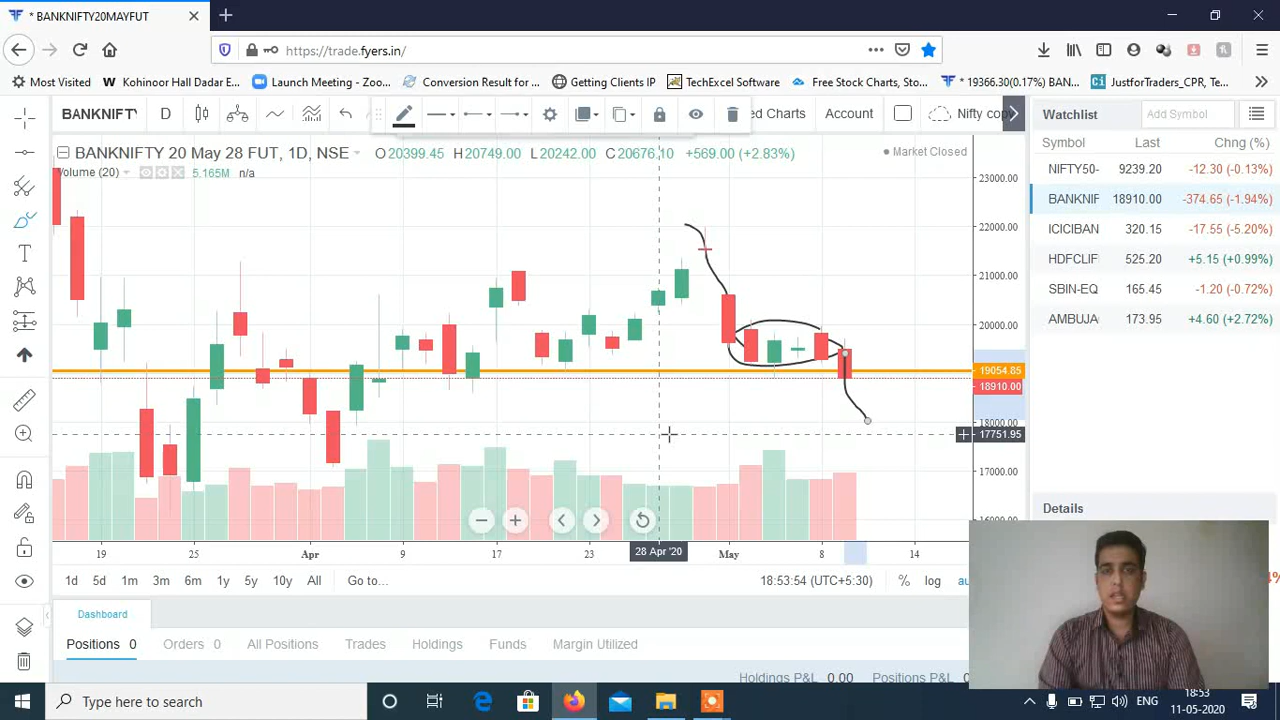 * BANKNIFTY20MAYFUT
https://trade.fyers.in/
Most Visited
Kohinoor Hall Dadar E...
Launch Meeting - Zoo...
Conversion Result for ...
Getting Clients IP
TechExcel Software
Free Stock Charts, Sto...
* 19366.30(0.17%) BAN...
JustforTraders_CPR, Te...
BANKNIFTY
D
ed Charts
Account
Nifty cop
Watchlist
Add Symbol
BANKNIFTY 20 May 28 FUT, 1D, NSE
O20399.45 H20749.00 L20242.00 C20676.10 +569.00 (+2.83%)
Market Closed
Volume (20)
5.165M n/a
Symbol Last Chng (%)
NIFTY50- 9239.20 -12.30 (-0.13%)
BANKNIF 18910.00 -374.65 (-1.94%)
ICICIBAN 320.15 -17.55 (-5.20%)
HDFCLIF 525.20 +5.15 (+0.99%)
SBIN-EQ 165.45 -1.20 (-0.72%)
AMBUJA 173.95 +4.60 (+2.72%)
23000.00
22000.00
21000.00
20000.00
19054.85
18910.00
18000.00
17751.95
17000.00
16000.00
Details
19 25 Apr 9 17 23 28 Apr '20 May 8 14
1d 5d 1m 3m 6m 1y 5y 10y All Go to... 18:53:54 (UTC+5:30) % log au
Dashboard
Positions 0 Orders 0 All Positions Trades Holdings Funds Margin Utilized
Holdings P&L 0.00 Positions P&L
Type here to search
ENG
18:53
11-05-2020